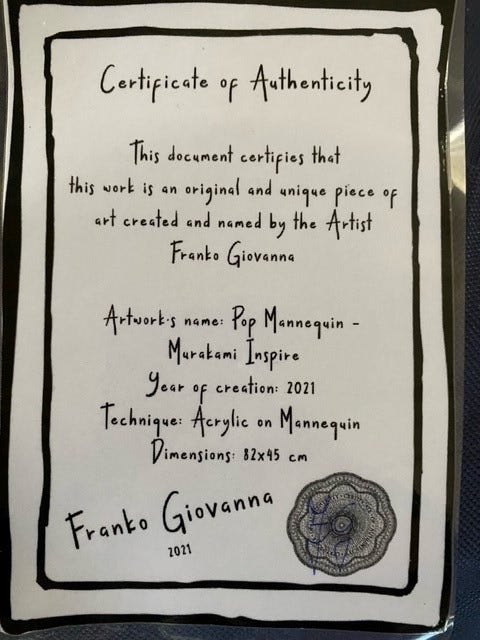 Certificate of Authenticity
This document certifies that
this work is an original and unique piece of
art created and named by the Artist
Franko Giovanna
Artwork's name: Pop Mannequin -
Murakami Inspire
Year of creation: 2021
Technique: Acrylic on Mannequin
Dimensions: 82x45 cm
Franko Giovanna
2021